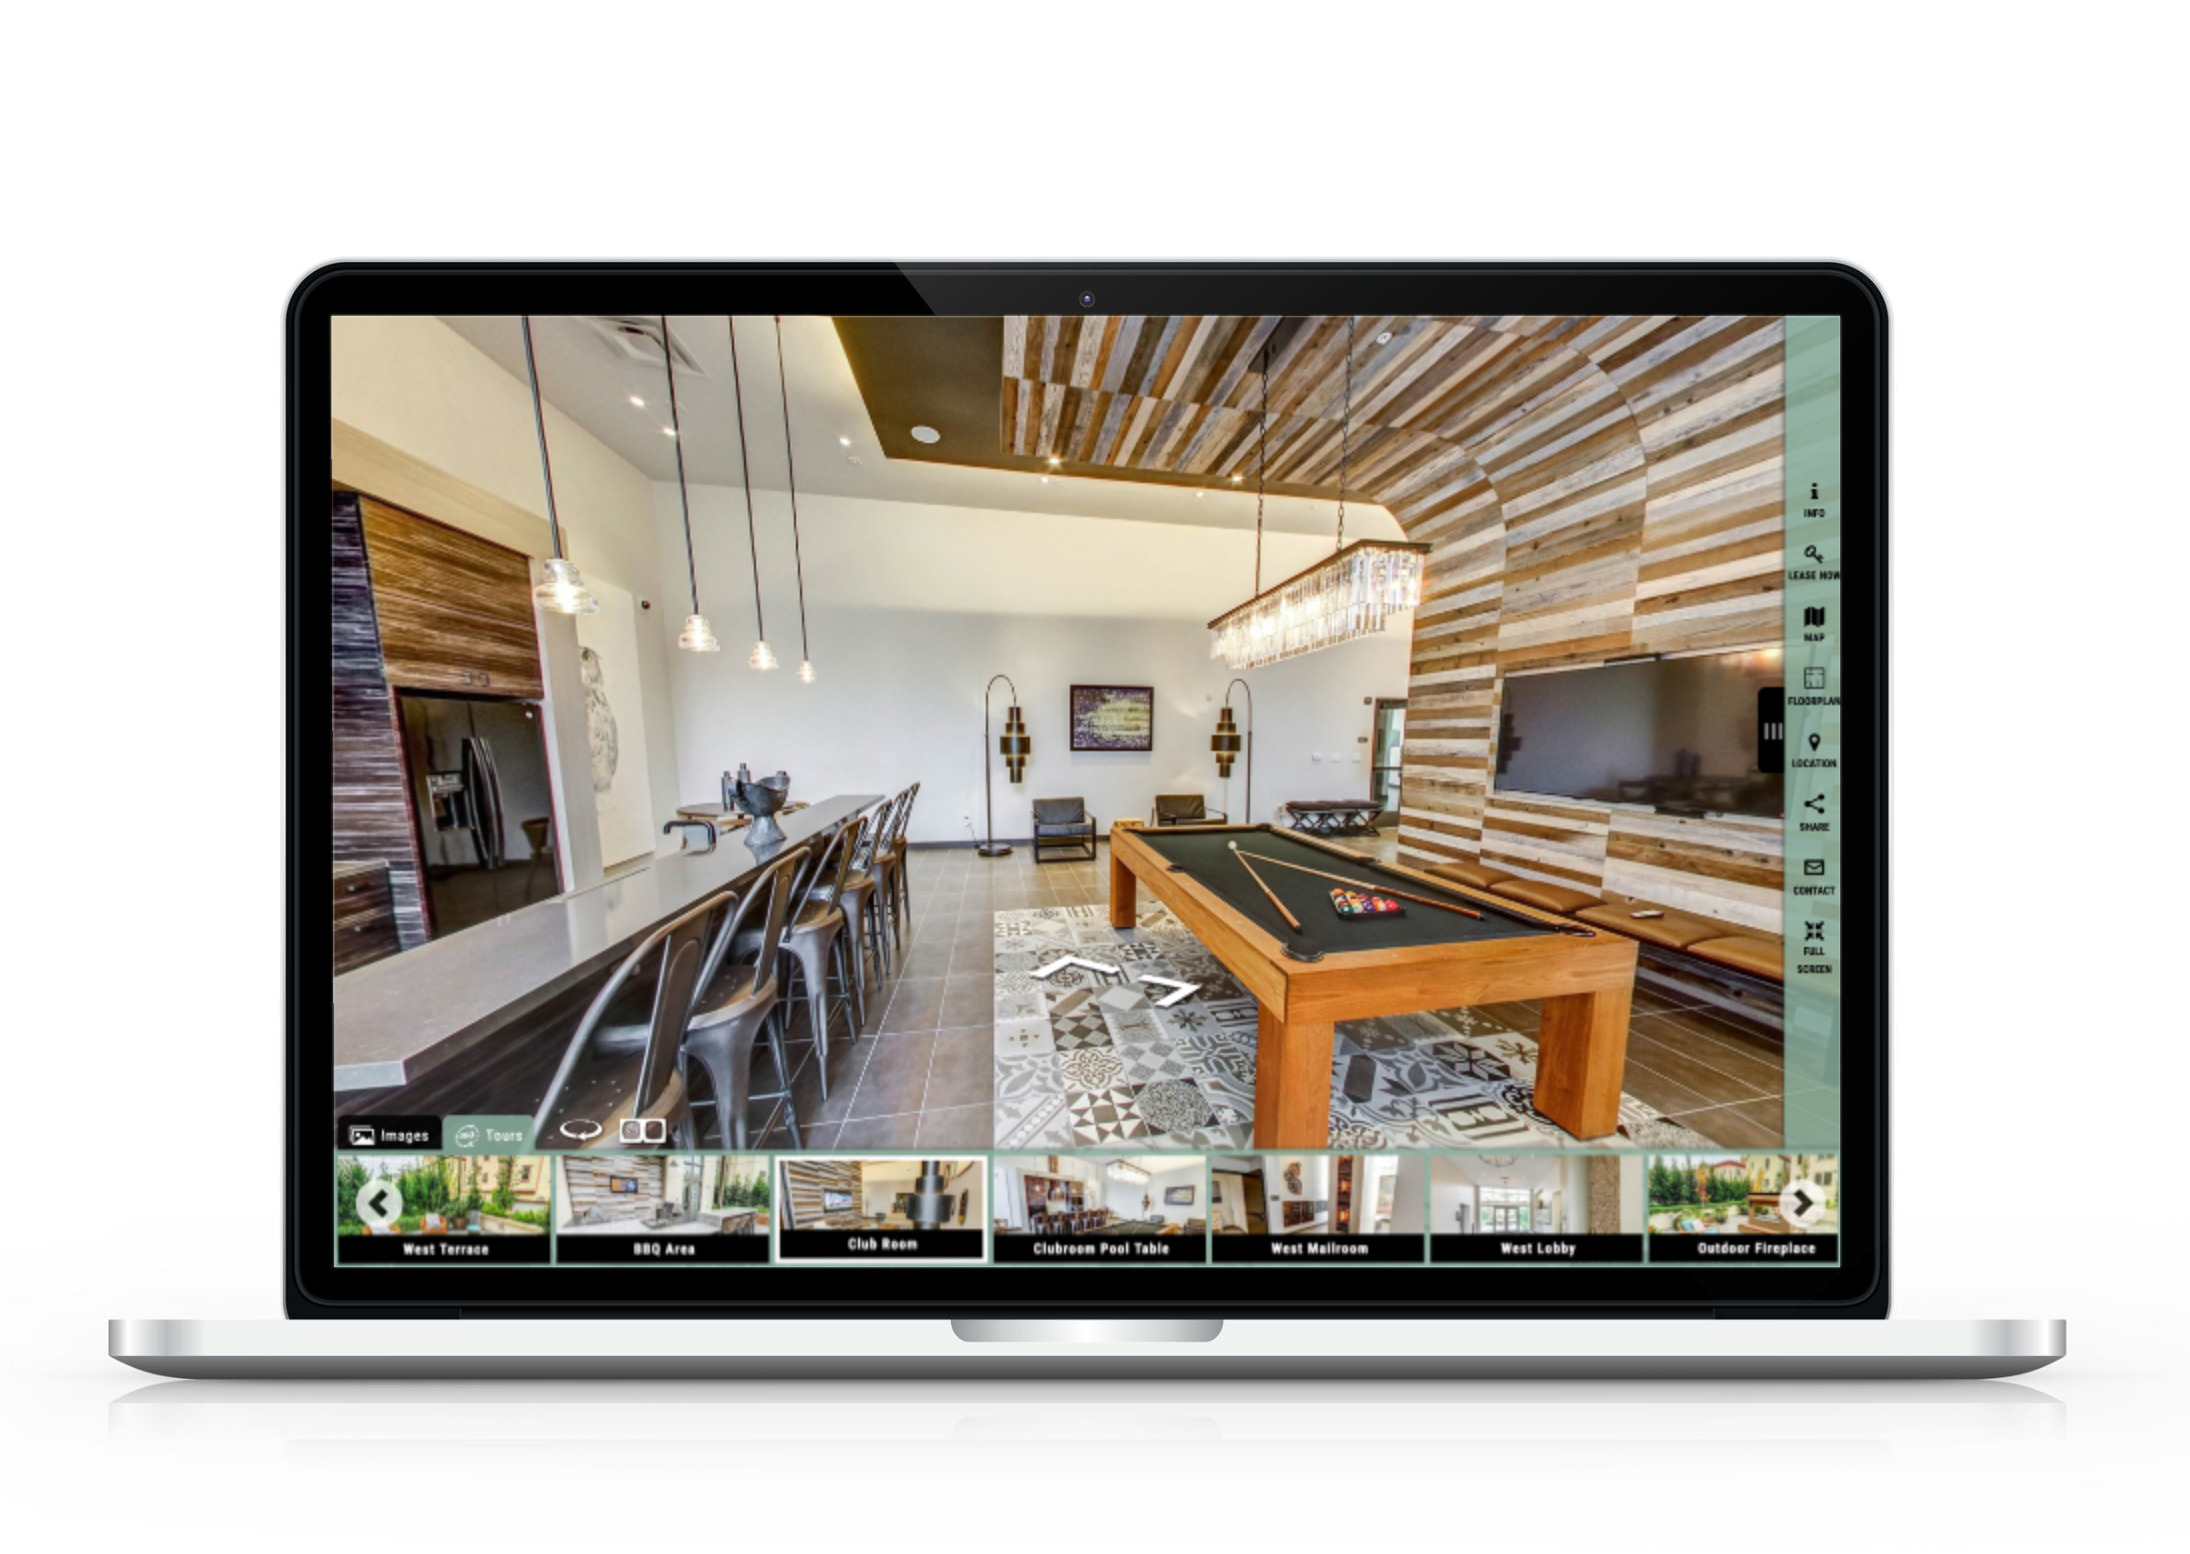 INFO
LEASE NOW
MAP
FLOORPLAN
LOCATION
SHARE
CONTACT
FULL
SCREEN
Images
Tours
West Terrace
BBQ Area
Club Room
Clubroom Pool Table
West Mailroom
West Lobby
Outdoor Fireplace